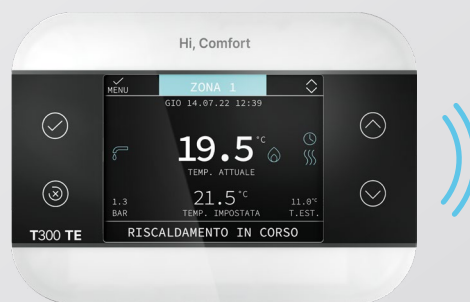 Hi, Comfort
MENU
ZONA 1
GIO 14.07.22 12:39
19.5°C
TEMP. ATTUALE
1.3
BAR
21.5°C
TEMP. IMPOSTATA
11.0°C
T.EST.
T300 TE
RISCALDAMENTO IN CORSO